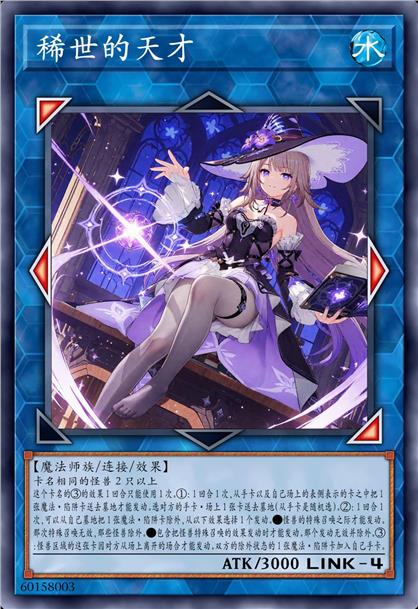 稀世的天才
水
【魔法师族/连接/效果】
卡名相同的怪兽2只以上
这个卡名的③的效果1回合只能使用1次。①:1回合1次,从手卡以及自己场上的表侧表示的卡之中把1
张魔法·陷阱卡送去墓地才能发动。选对方的手卡·场上1张卡送去墓地(从手卡是随机选)。②:1回合1
次,可以从自己墓地把1张魔法·陷阱卡除外,从以下效果选择1个发动。●怪兽的特殊召唤之际才能发动。
那次特殊召唤无效,那些怪兽除外。●包含把怪兽特殊召唤的效果发动时才能发动。那个发动无效并除外。③
:怪兽区域的这张卡因对方从场上离开的场合才能发动。双方的除外状态的1张魔法·陷阱卡加入自己手卡。
ATK/3000 LINK-4
60158003